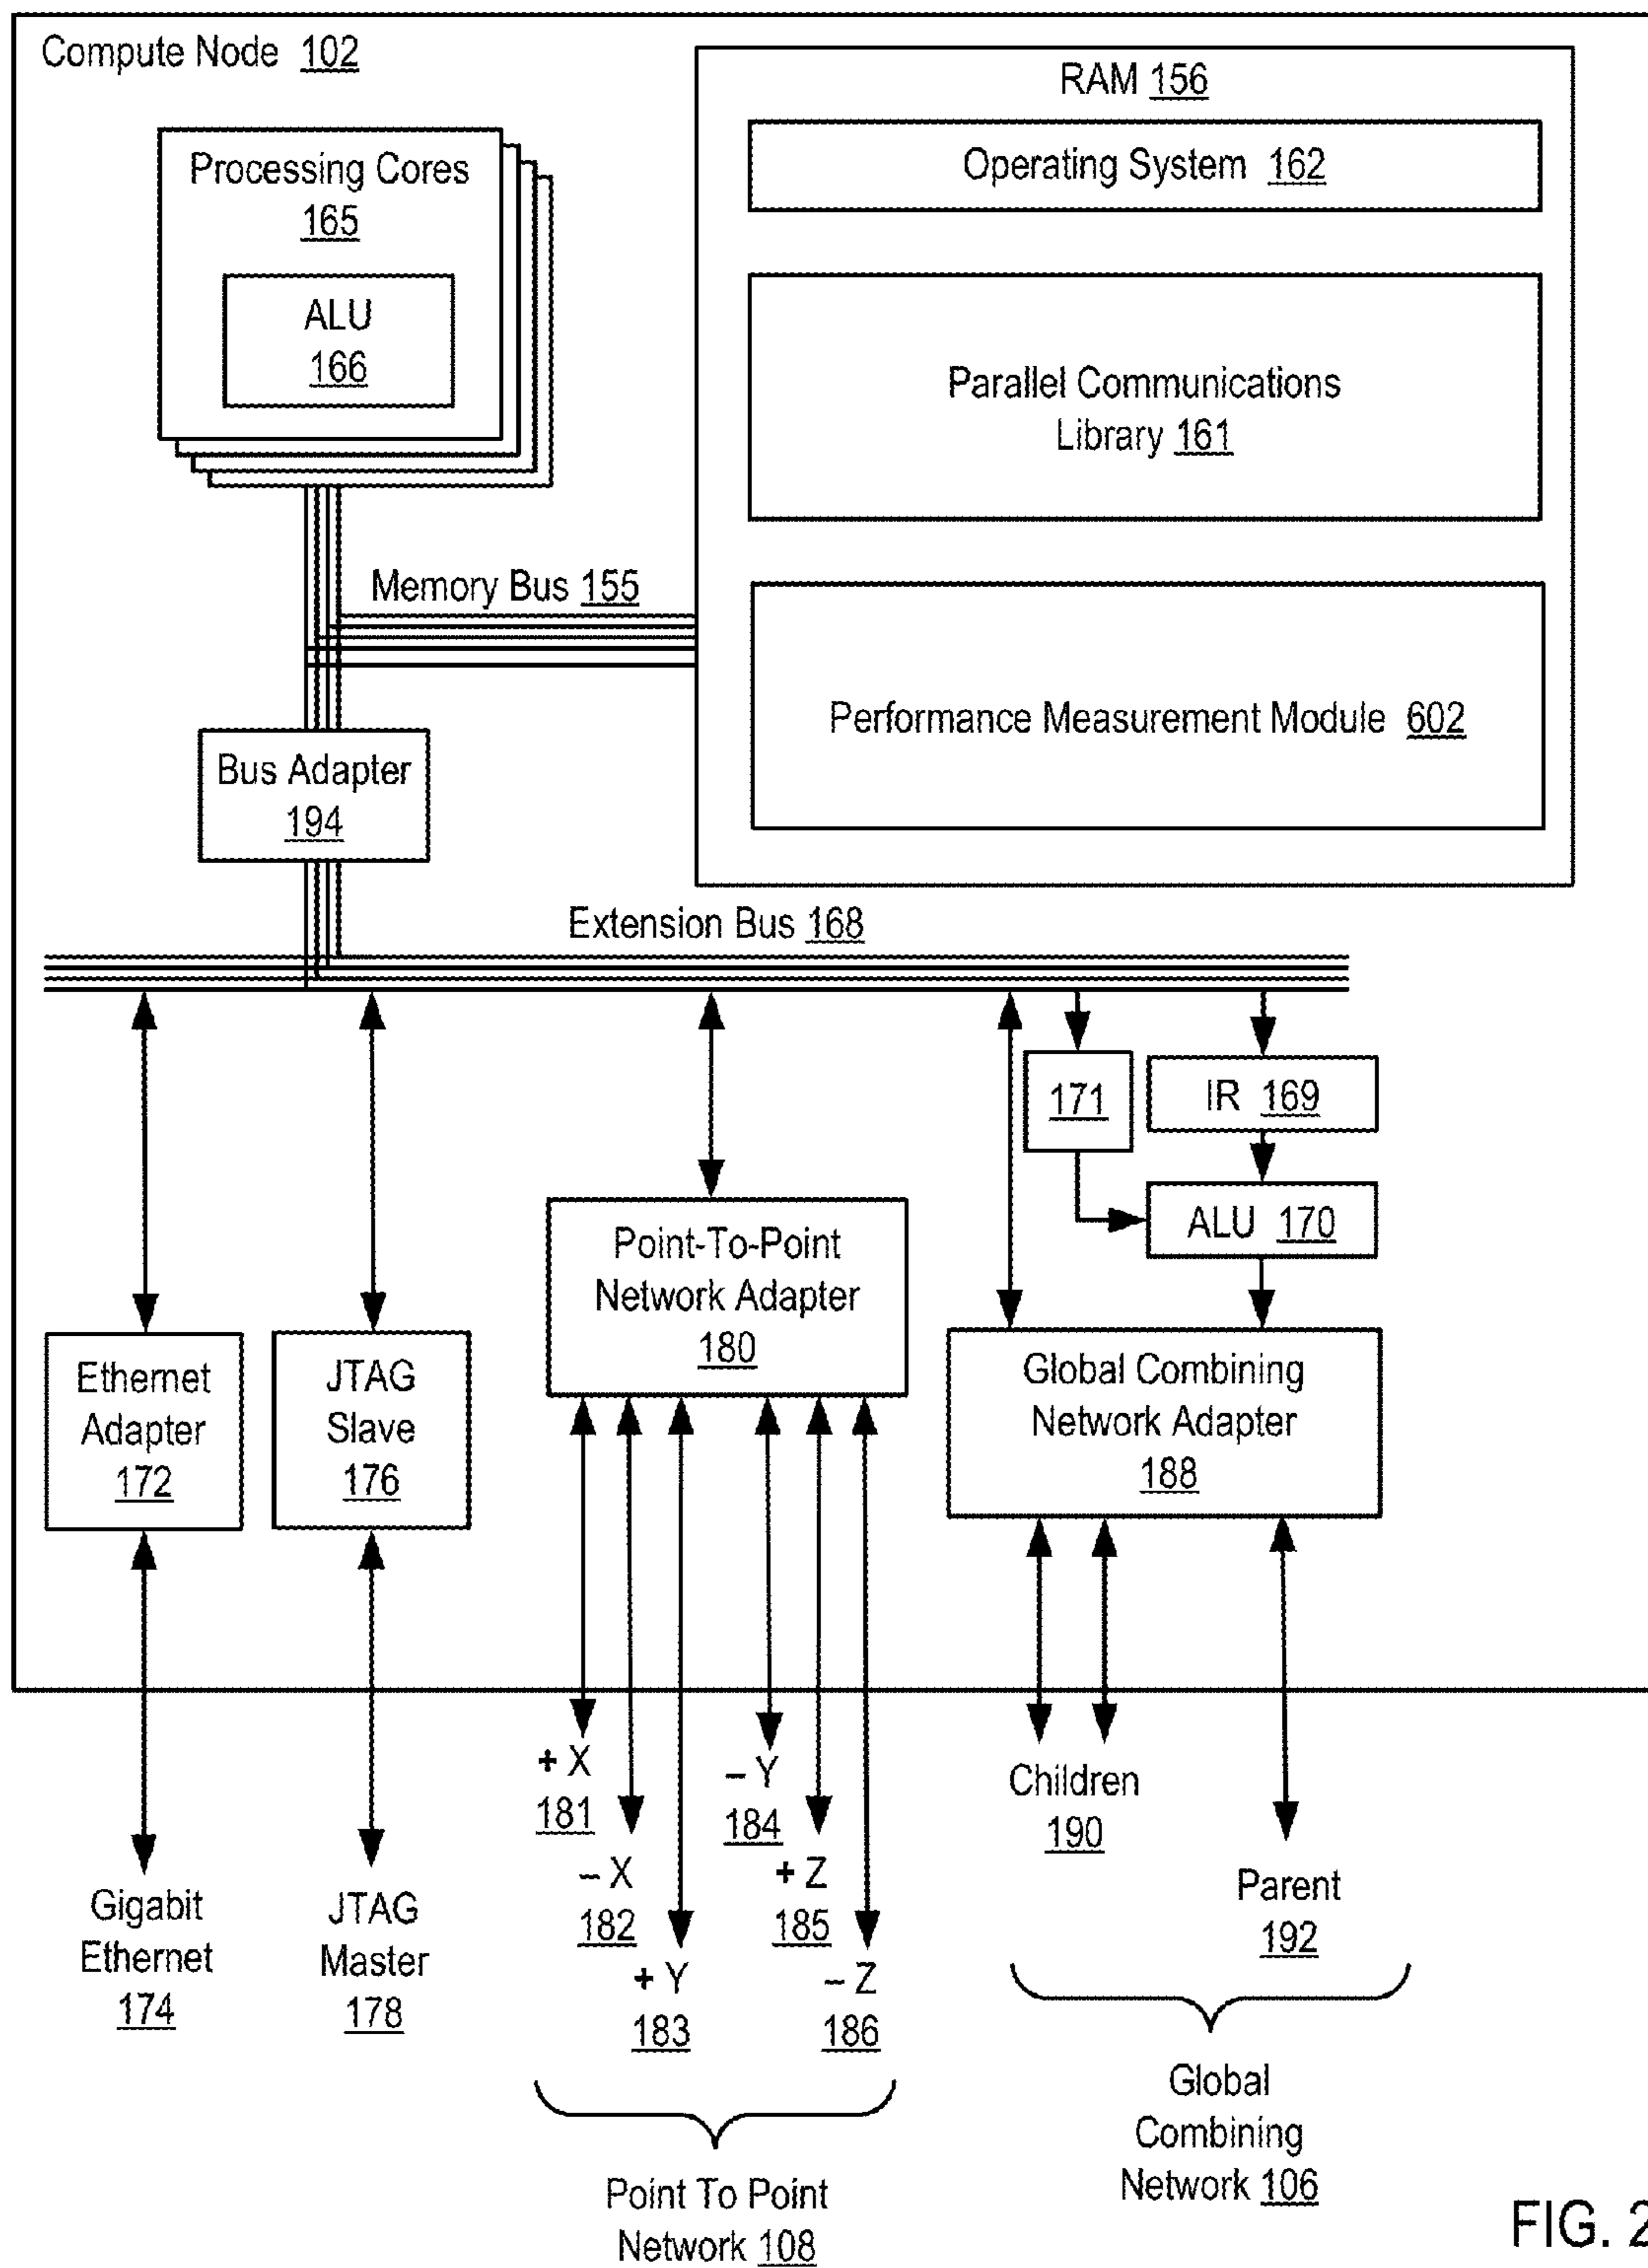 Compute Node 102
RAM 156
Operating System 162
Processing Cores
165
ALU
166
Parallel Communications
Library 161
Memory Bus 155
Performance Measurement Module 602
Bus Adapter
194
Extension Bus 168
171
IR 169
ALU 170
Point-To-Point
Network Adapter
180
Ethernet
Adapter
172
JTAG
Slave
176
Global Combining
Network Adapter
188
+ X
181
– Y
184
Children
190
– X
182
+ Z
185
Parent
192
Gigabit
Ethernet
174
JTAG
Master
178
+ Y
183
– Z
186
Global
Combining
Network 106
Point To Point
Network 108
FIG. 2